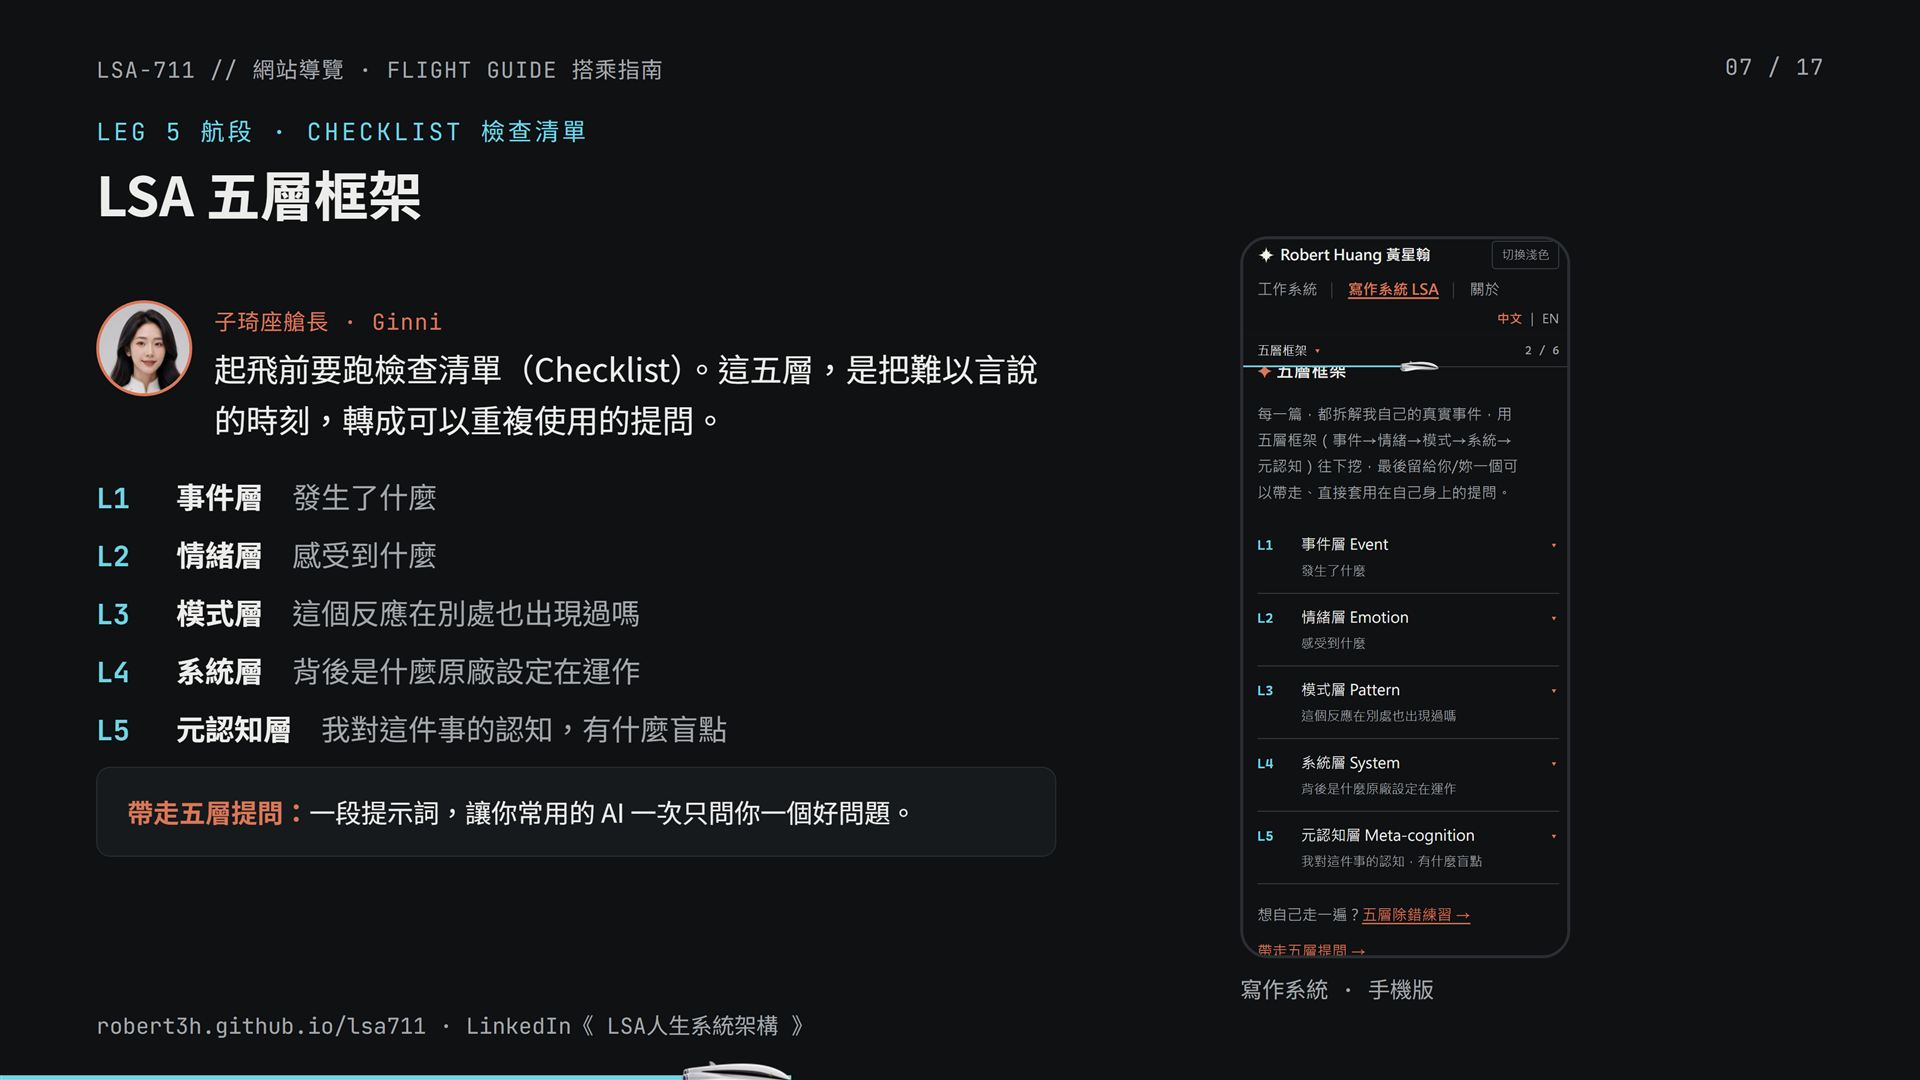 LSA-711 // 網站導覽 · FLIGHT GUIDE 搭乘指南
07 / 17
LEG 5 航段 · CHECKLIST 檢查清單
LSA 五層框架
子琦座艙長 · Ginni
起飛前要跑檢查清單（Checklist）。這五層，是把難以言說
的時刻，轉成可以重複使用的提問。
L1 事件層 發生了什麼
L2 情緒層 感受到什麼
L3 模式層 這個反應在別處也出現過嗎
L4 系統層 背後是什麼原廠設定在運作
L5 元認知層 我對這件事的認知，有什麼盲點
帶走五層提問：一段提示詞，讓你常用的 AI 一次只問你一個好問題。
Robert Huang 黃星翰
切換淺色
工作系統 | 寫作系統 LSA | 關於
中文 | EN
五層框架 ▾ 2 / 6
五層框架
每一篇，都拆解我自己的真實事件，用
五層框架（事件→情緒→模式→系統→
元認知）往下挖，最後留給你/妳一個可
以帶走、直接套用在自己身上的提問。
L1 事件層 Event
發生了什麼
L2 情緒層 Emotion
感受到什麼
L3 模式層 Pattern
這個反應在別處也出現過嗎
L4 系統層 System
背後是什麼原廠設定在運作
L5 元認知層 Meta-cognition
我對這件事的認知，有什麼盲點
想自己走一遍？五層除錯練習 →
帶走五層提問 →
寫作系統 · 手機版
robert3h.github.io/lsa711 · LinkedIn《 LSA人生系統架構 》